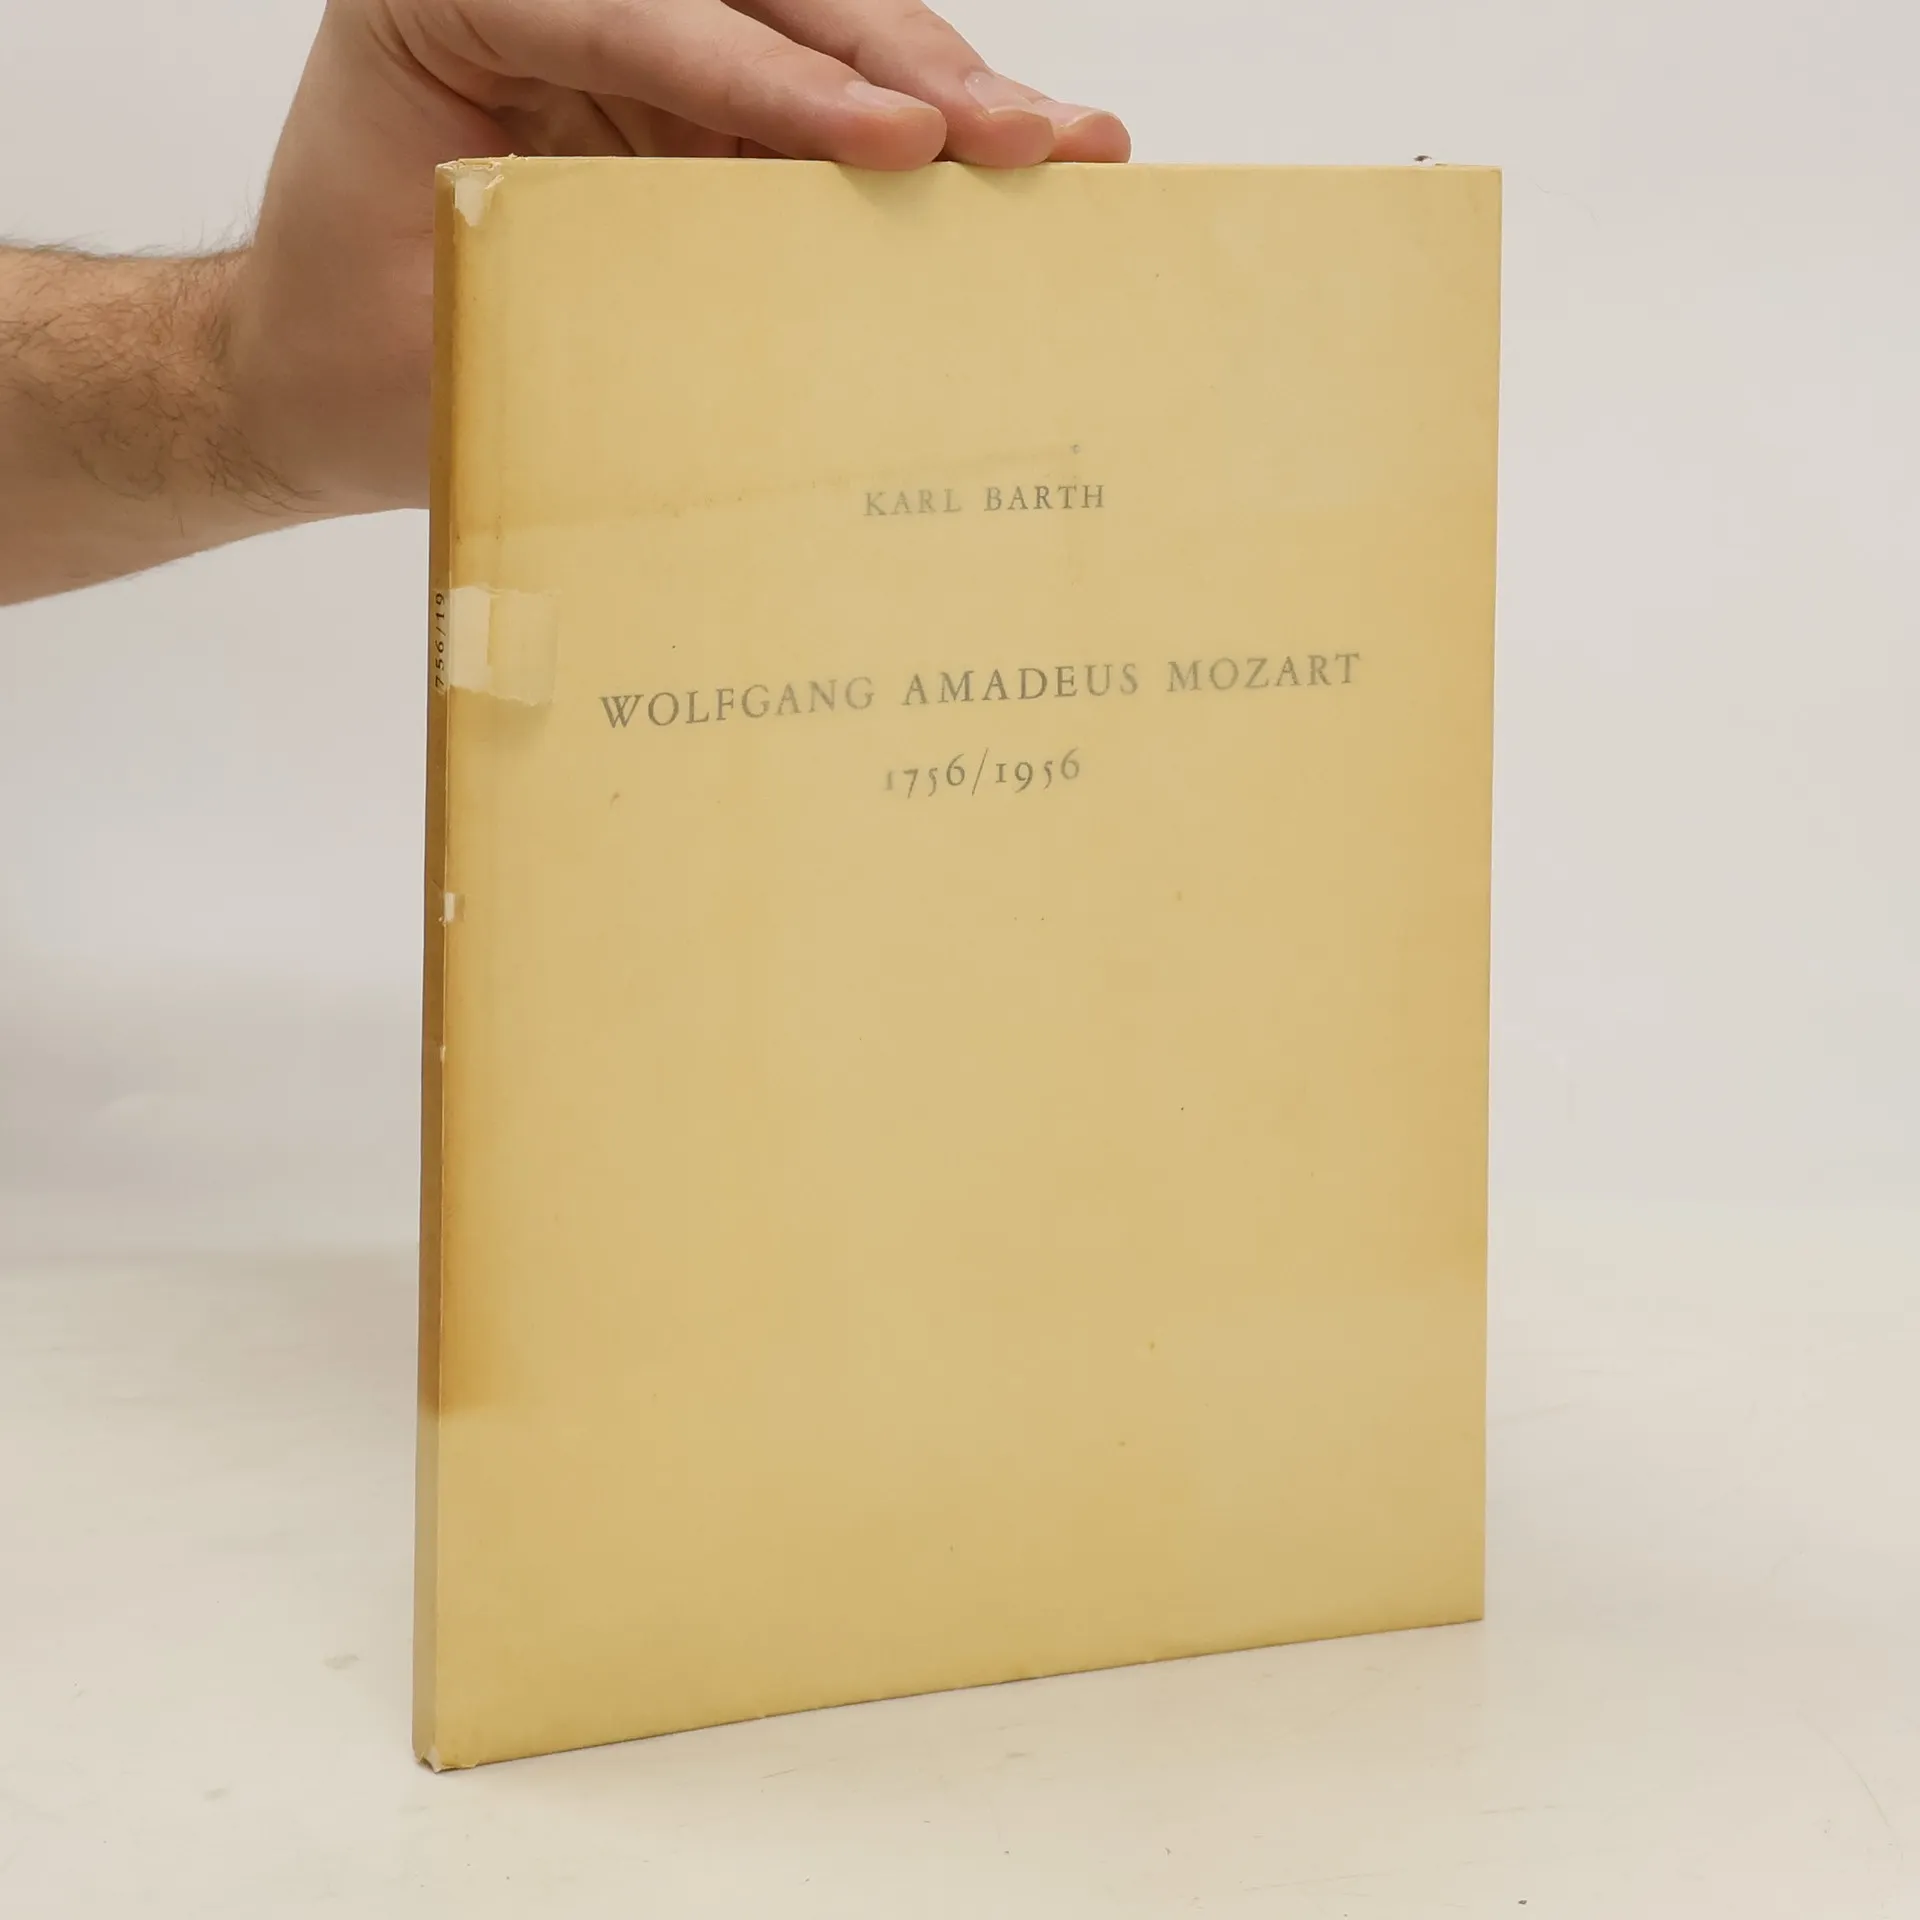 KARL BARTH
WOLFGANG AMADEUS MOZART
1756/1956
756/19